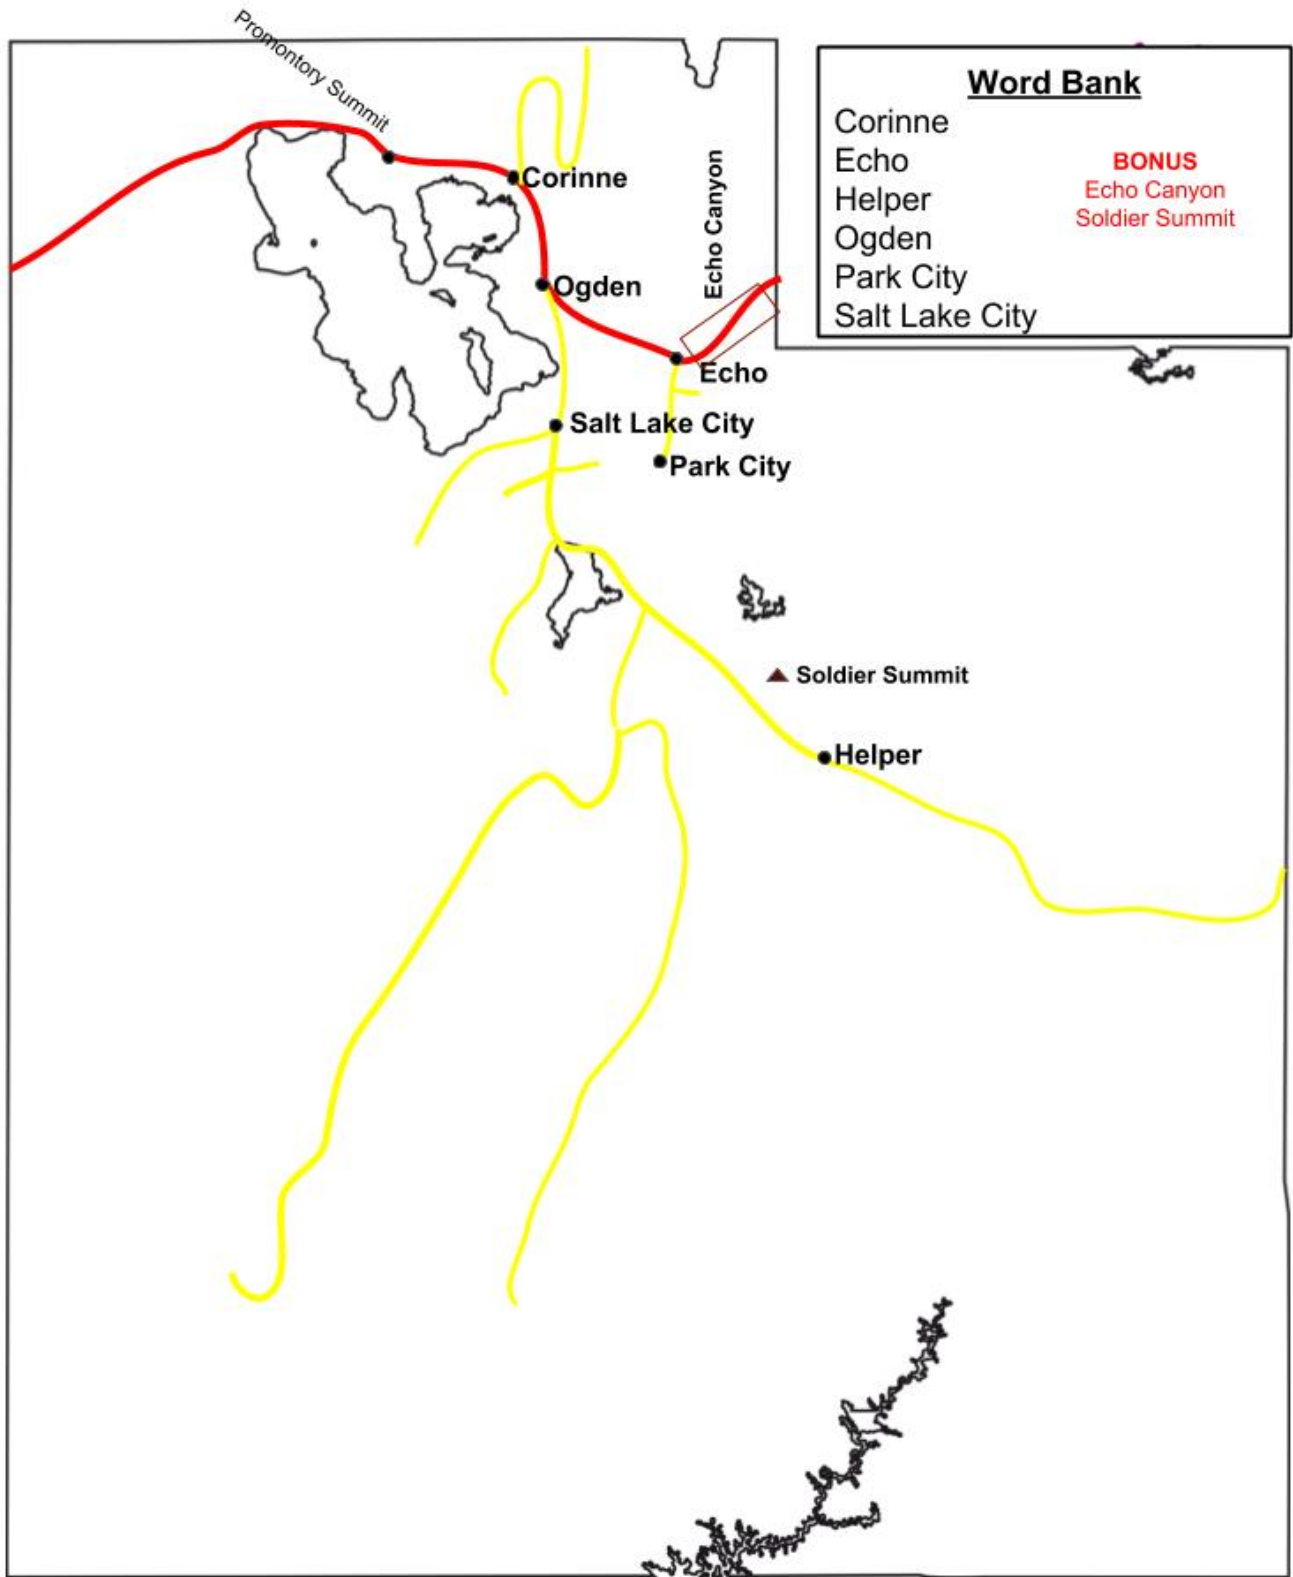 Promontory Summit
Word Bank
Corinne
Echo
Helper
Ogden
Park City
Salt Lake City
BONUS
Echo Canyon
Soldier Summit
Corinne
Echo Canyon
Ogden
Echo
Salt Lake City
Park City
Soldier Summit
Helper